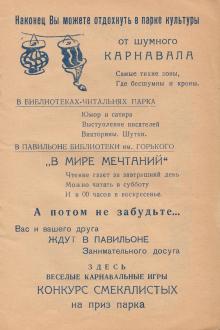 Наконец Вы можете отдохнуть в парке культуры
от шумного
КАРНАВАЛА
Самые тихие зоны,
Где бесшумны и кроны.
В БИБЛИОТЕКАХ-ЧИТАЛЬНЯХ ПАРКА
Юмор и сатира
Выступление писателей
Викторины. Шутки.
В ПАВИЛЬОНЕ БИБЛИОТЕКИ им. ГОРЬКОГО
„В МИРЕ МЕЧТАНИЙ"
Чтение газет за завтрашний день
Можно читать в субботу
И в 00 часов в воскресенье.
А потом не забудьте...
Вас и вашего друга
ЖДУТ В ПАВИЛЬОНЕ
Занимательного досуга
ЗДЕСЬ
ВЕСЕЛЫЕ КАРНАВАЛЬНЫЕ ИГРЫ
КОНКУРС СМЕКАЛИСТЫХ
на приз парка